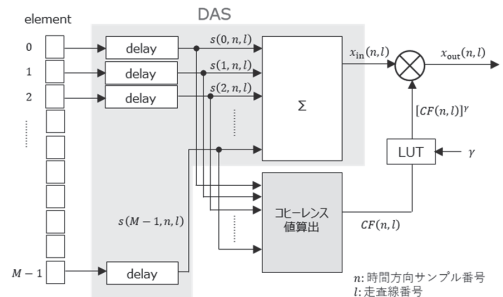 element
DAS
0
delay
s(0, n, l)
x_in(n, l)
x_out(n, l)
1
delay
s(1, n, l)
2
delay
s(2, n, l)
Σ
[CF(n, l)]^γ
LUT
γ
s(M−1, n, l)
コヒーレンス
値算出
CF(n, l)
M−1
delay
n: 時間方向サンプル番号
l: 走査線番号